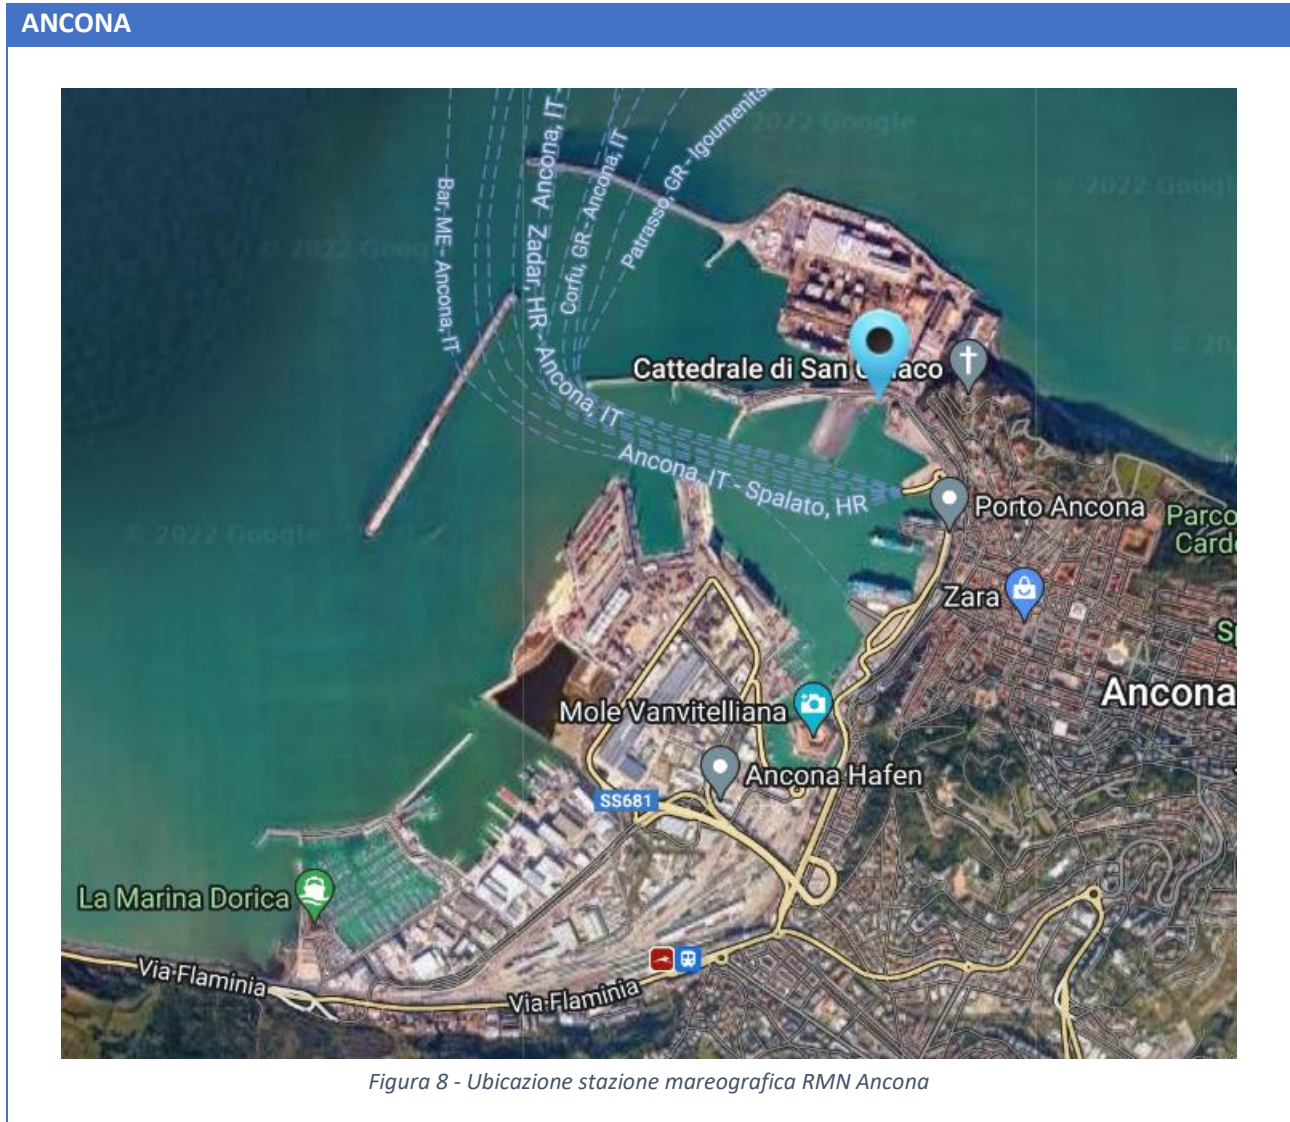 ANCONA
© 2022 Google
© 2022 Google
© 2022 Google
© 2022 Google
Bar, ME - Ancona, IT
Zadar, HR - Ancona, IT
Ancona, IT
Corfu, GR - Ancona, IT
Patrasso, GR - Igoumenitsa
Cattedrale di San
Ancona, IT - Spalato, HR
Porto Ancona
Parco
Zara
Ancona
Mole Vanvitelliana
Ancona Hafen
SS681
La Marina Dorica
Via Flaminia
Via Flaminia
Figura 8 - Ubicazione stazione mareografica RMN Ancona